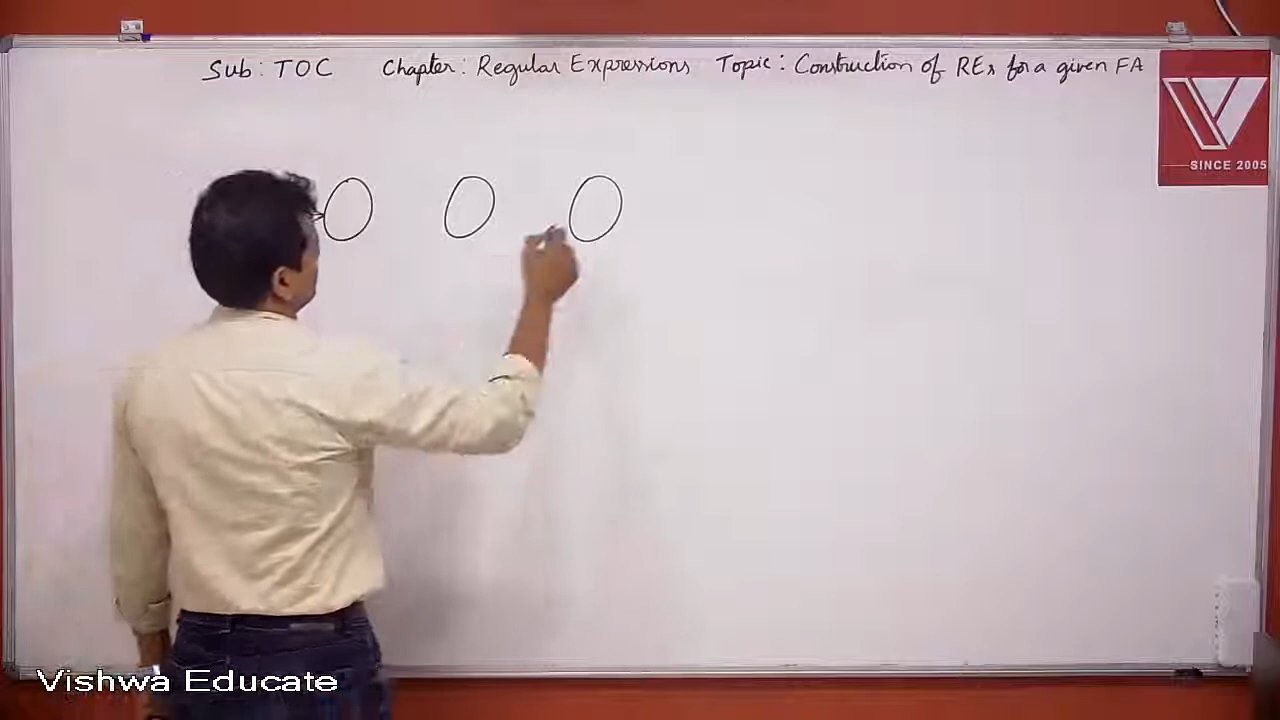 Sub: TOC Chapter: Regular Expressions Topic: Construction of REs for a given FA
SINCE 2005
Vishwa Educate